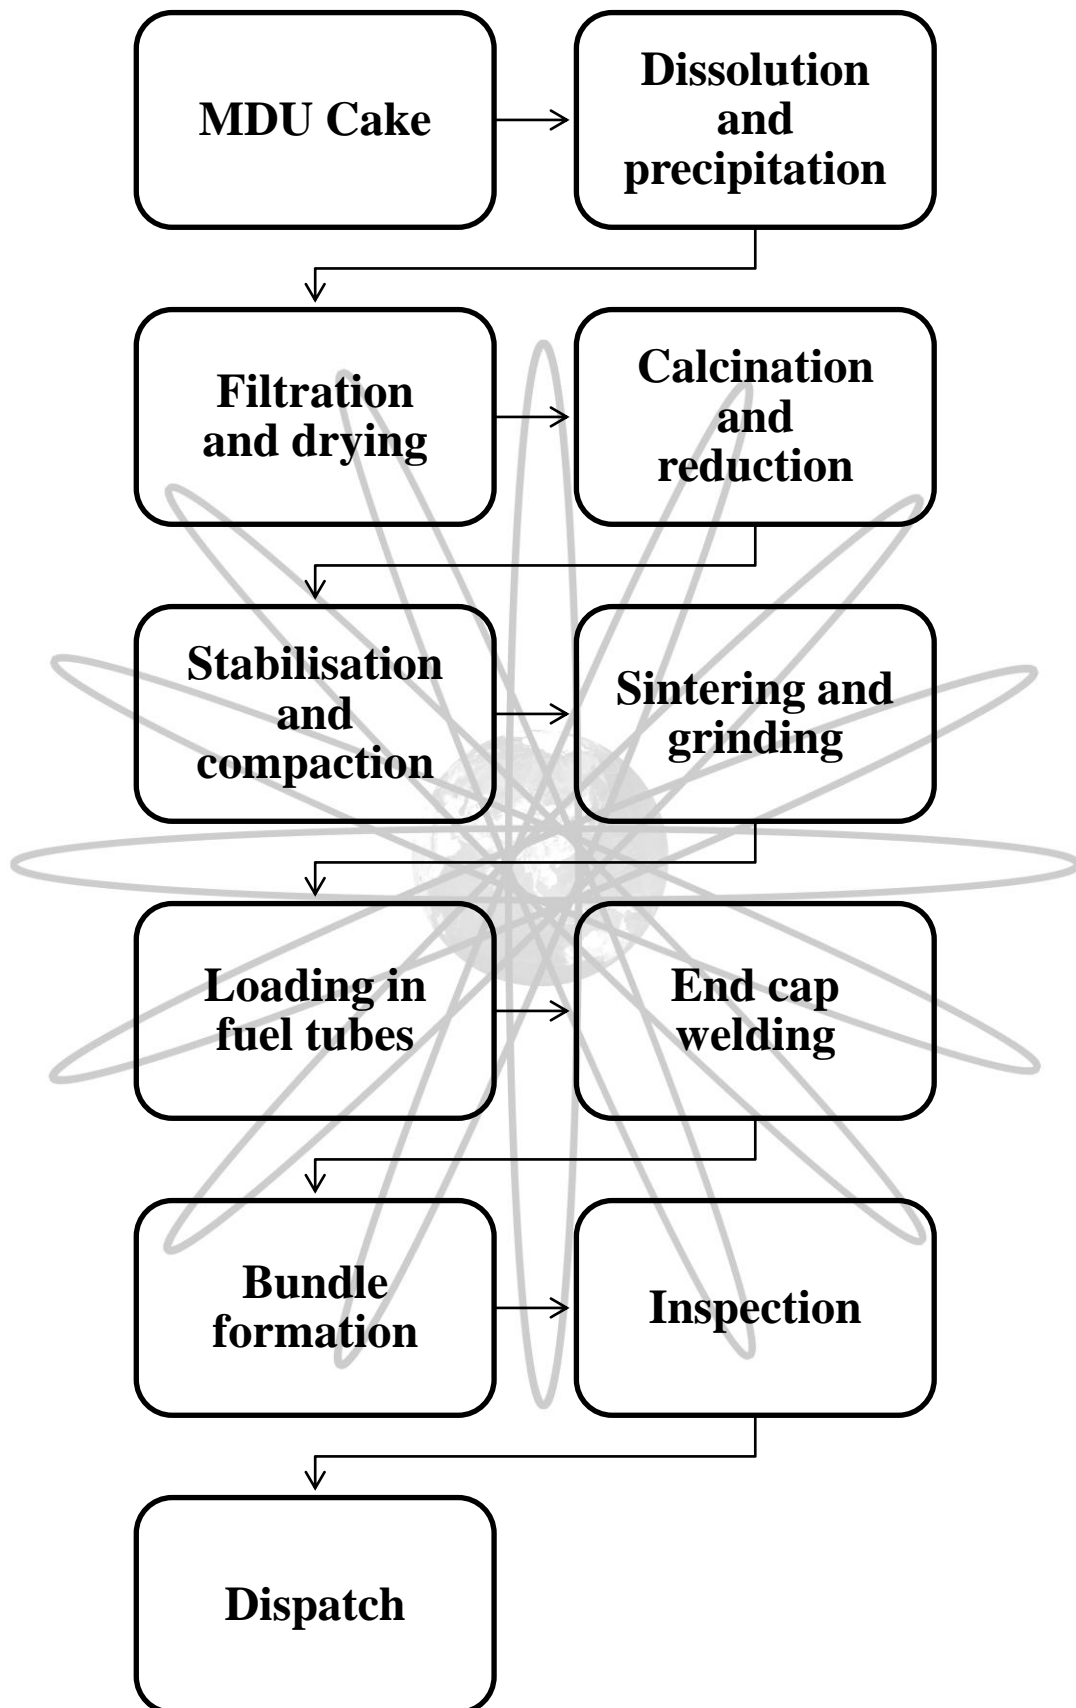 MDU Cake
Dissolution
and
precipitation
Filtration
and drying
Calcination
and
reduction
Stabilisation
and
compaction
Sintering and
grinding
Loading in
fuel tubes
End cap
welding
Bundle
formation
Inspection
Dispatch